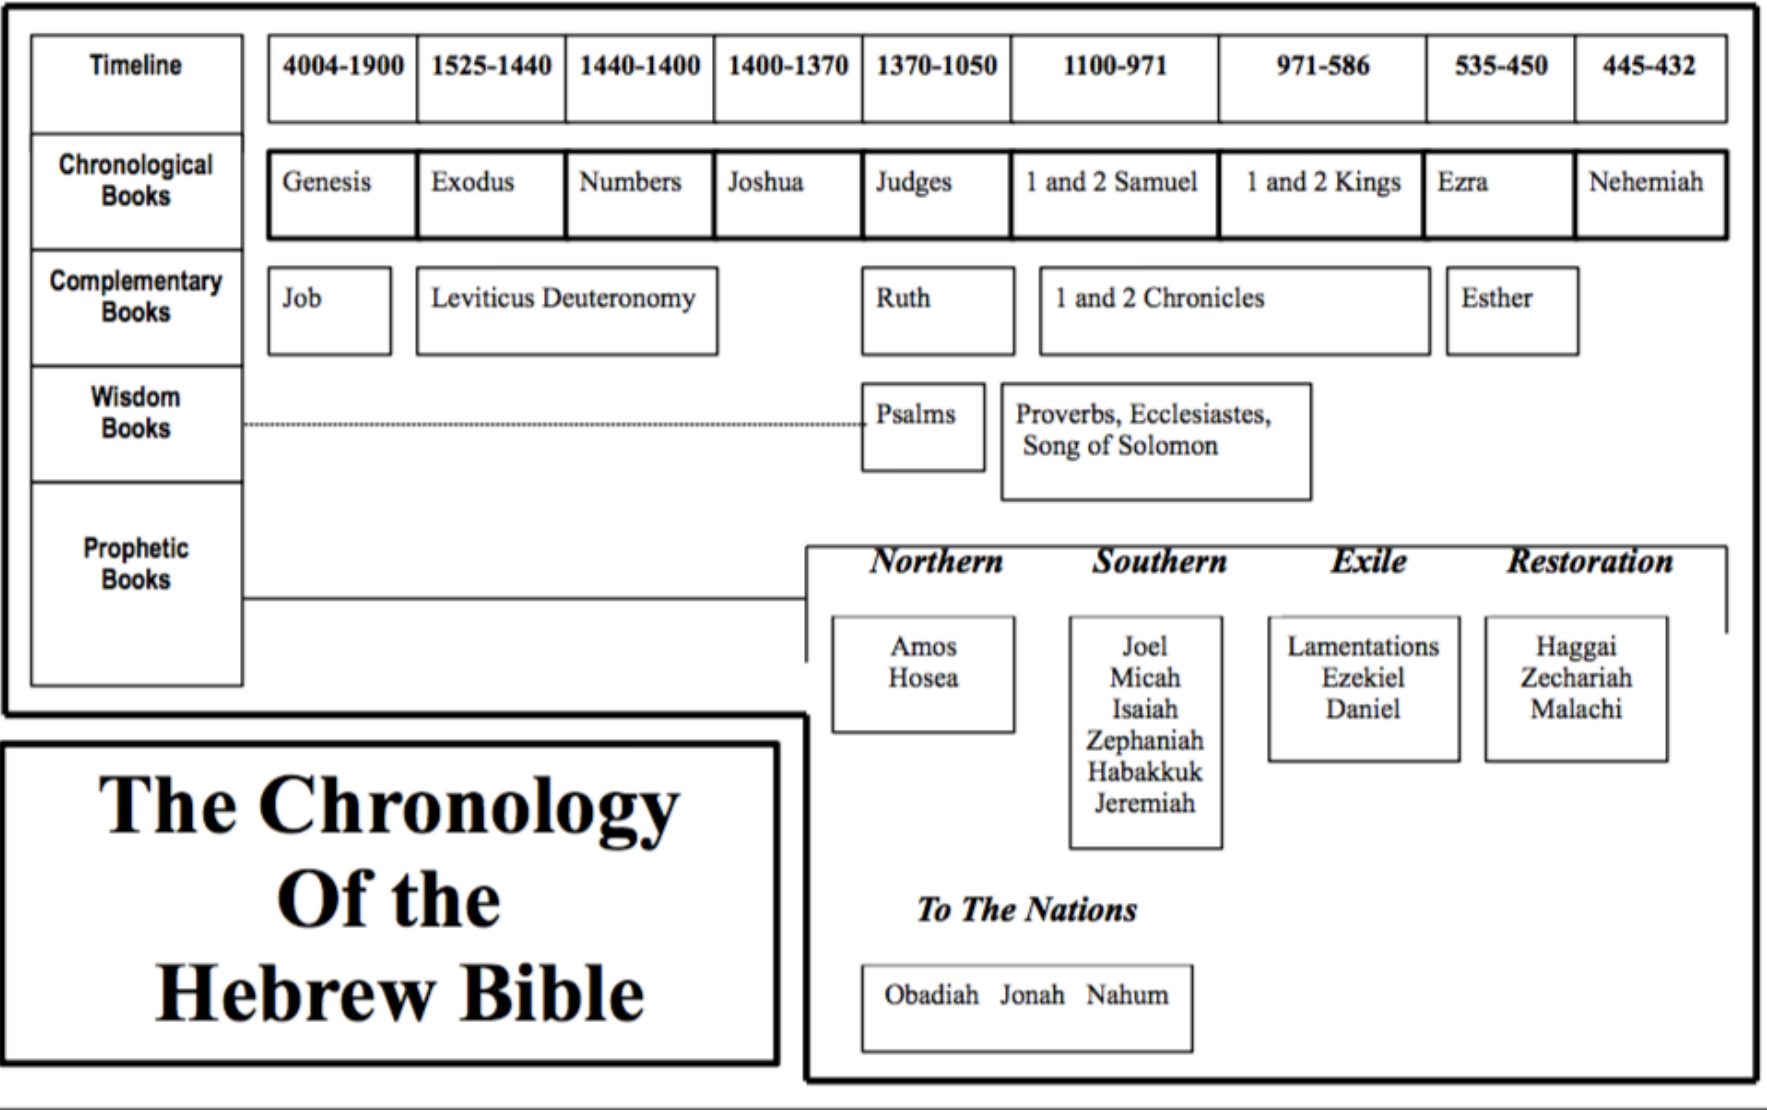 Timeline
4004-1900 1525-1440 1440-1400 1400-1370 1370-1050 1100-971 971-586 535-450 445-432
Chronological
Books
Genesis Exodus Numbers Joshua Judges 1 and 2 Samuel 1 and 2 Kings Ezra Nehemiah
Complementary
Books
Job Leviticus Deuteronomy Ruth 1 and 2 Chronicles Esther
Wisdom
Books
Psalms
Proverbs, Ecclesiastes,
Song of Solomon
Prophetic
Books
Northern
Amos
Hosea
Southern
Joel
Micah
Isaiah
Zephaniah
Habakkuk
Jeremiah
Exile
Lamentations
Ezekiel
Daniel
Restoration
Haggai
Zechariah
Malachi
To The Nations
Obadiah Jonah Nahum
The Chronology
Of the
Hebrew Bible